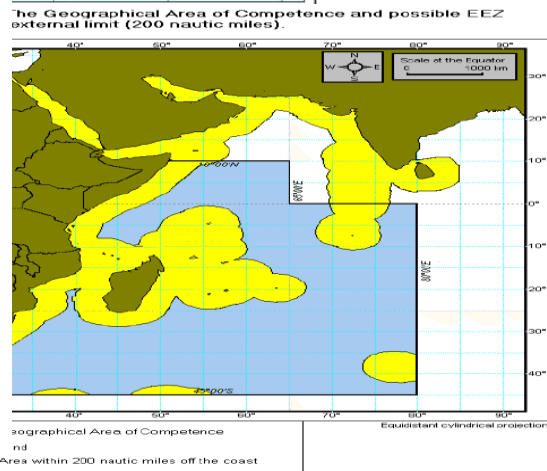 The Geographical Area of Competence and possible EEZ
external limit (200 nautic miles).
40° 50° 60° 70° 80° 90°
N
W E
S
Scale at the Equator
0 1000 km
30°
20°
10°00'N
10°
65°00'E
0°
10°
80°00'E
20°
30°
40°
45°00'S
40° 50° 60° 70° 80° 90°
Equidistant cylindrical projection
eographical Area of Competence
nd
Area within 200 nautic miles off the coast